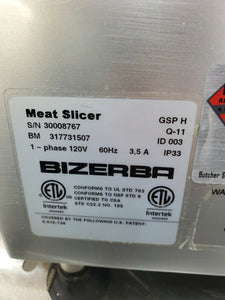 Meat Slicer GSP H
S/N 30008767 Q-11
BM 317731507 ID 003
1 ~ phase 120V 60Hz 3,5 A IP33
BIZERBA
ETL
Intertek
CONFORMS TO UL STD 763
CONFORMS TO NSF STD 8
CERTIFIED TO CSA
STD C22.2 NO. 195
ETL
Intertek
COVERED BY THE FOLLOWING U.S. PATENT:
Butcher
WA